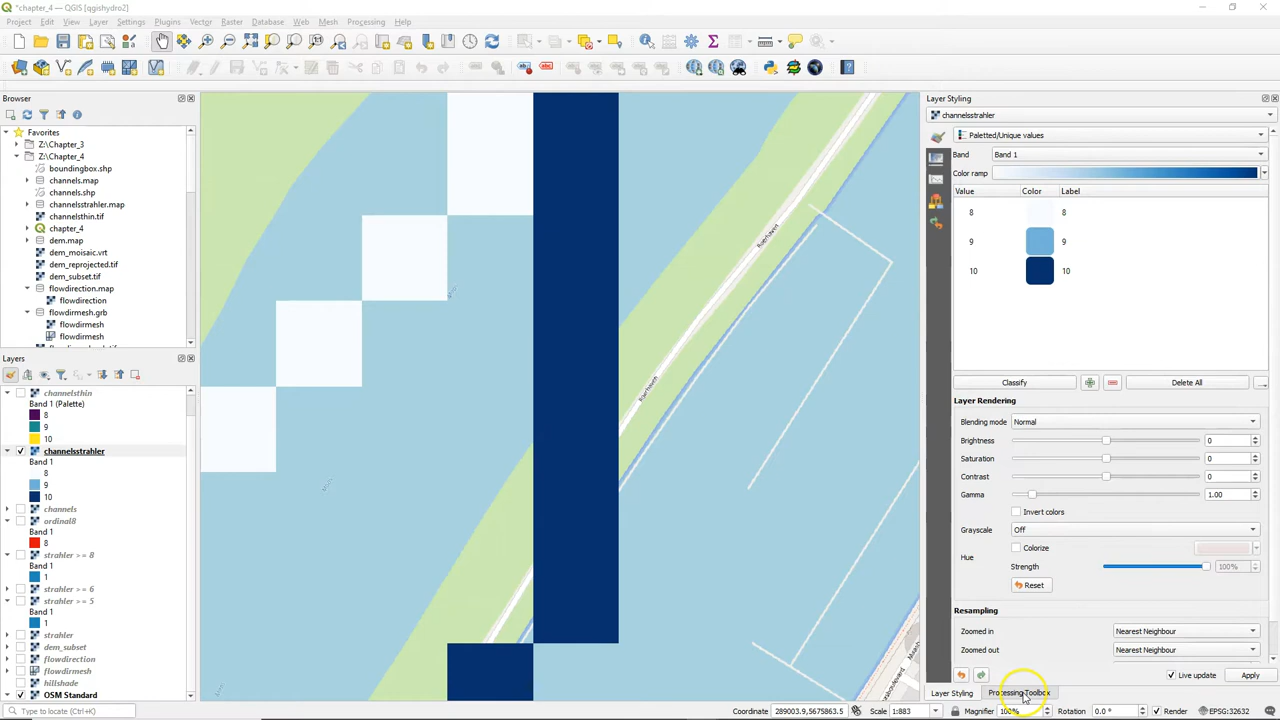 *chapter_4 — QGIS [qgishydro]
Project Edit View Layer Settings Plugins Vector Raster Database Web Mesh Processing Help
Browser
Favorites
Z:\Chapter_3
Z:\Chapter_4
boundingbox.shp
channels.map
channels.shp
channelsstrahler.map
channelsthin.tif
chapter_4
dem.map
dem_moisaic.vrt
dem_reprojected.tif
dem_subset.tif
flowdirection.map
flowdirection
flowdirmesh.grb
flowdirmesh
flowdirmesh
Layers
channelsthin
Band 1 (Palette)
8
9
10
channelsstrahler
Band 1
8
9
10
channels
ordinal8
Band 1
8
strahler >= 8
Band 1
1
strahler >= 6
strahler >= 5
Band 1
1
strahler
dem_subset
flowdirection
flowdirmesh
hillshade
OSM Standard
Roerhaven
Roerhaven
Layer Styling
channelsstrahler
Paletted/Unique values
Band Band 1
Color ramp
Value Color Label
8 8
9 9
10 10
Classify Delete All ...
Layer Rendering
Blending mode Normal
Brightness 0
Saturation 0
Contrast 0
Gamma 1.00
Invert colors
Grayscale Off
Hue Colorize
Strength 100%
Reset
Resampling
Zoomed in Nearest Neighbour
Zoomed out Nearest Neighbour
Live update Apply
Layer Styling Processing Toolbox
Type to locate (Ctrl+K) Coordinate 289003.9,5675863.5 Scale 1:883 Magnifier 100% Rotation 0.0 ° Render EPSG:32632